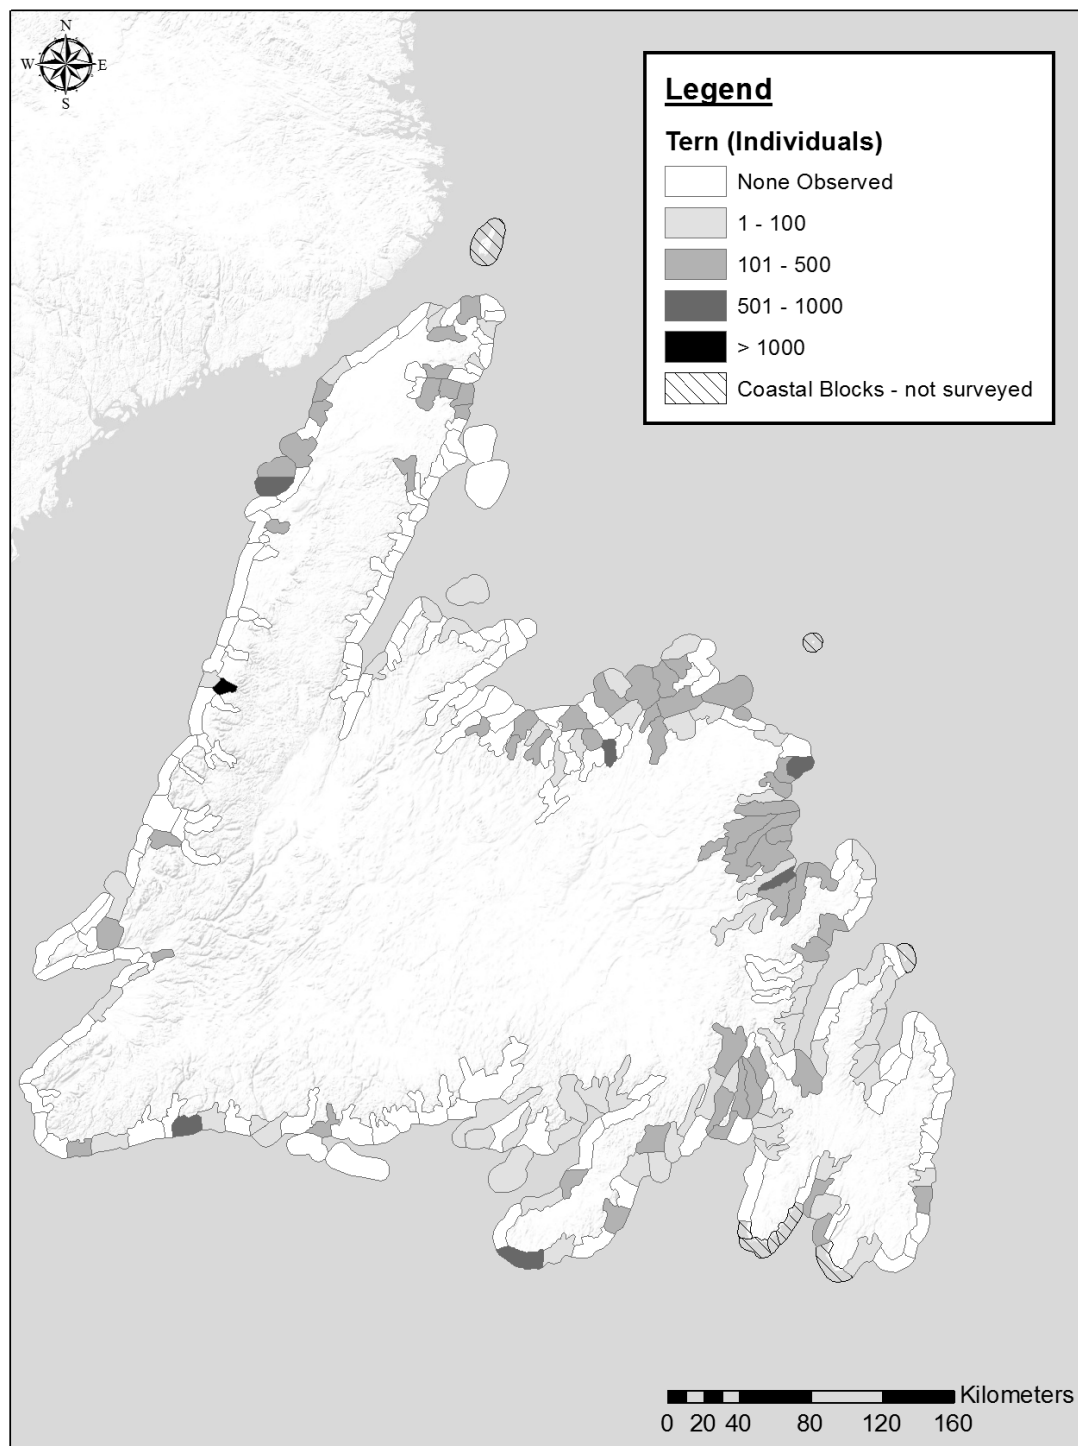 N
W E
S
Legend
Tern (Individuals)
None Observed
1 - 100
101 - 500
501 - 1000
> 1000
Coastal Blocks - not surveyed
Kilometers
0 20 40 80 120 160